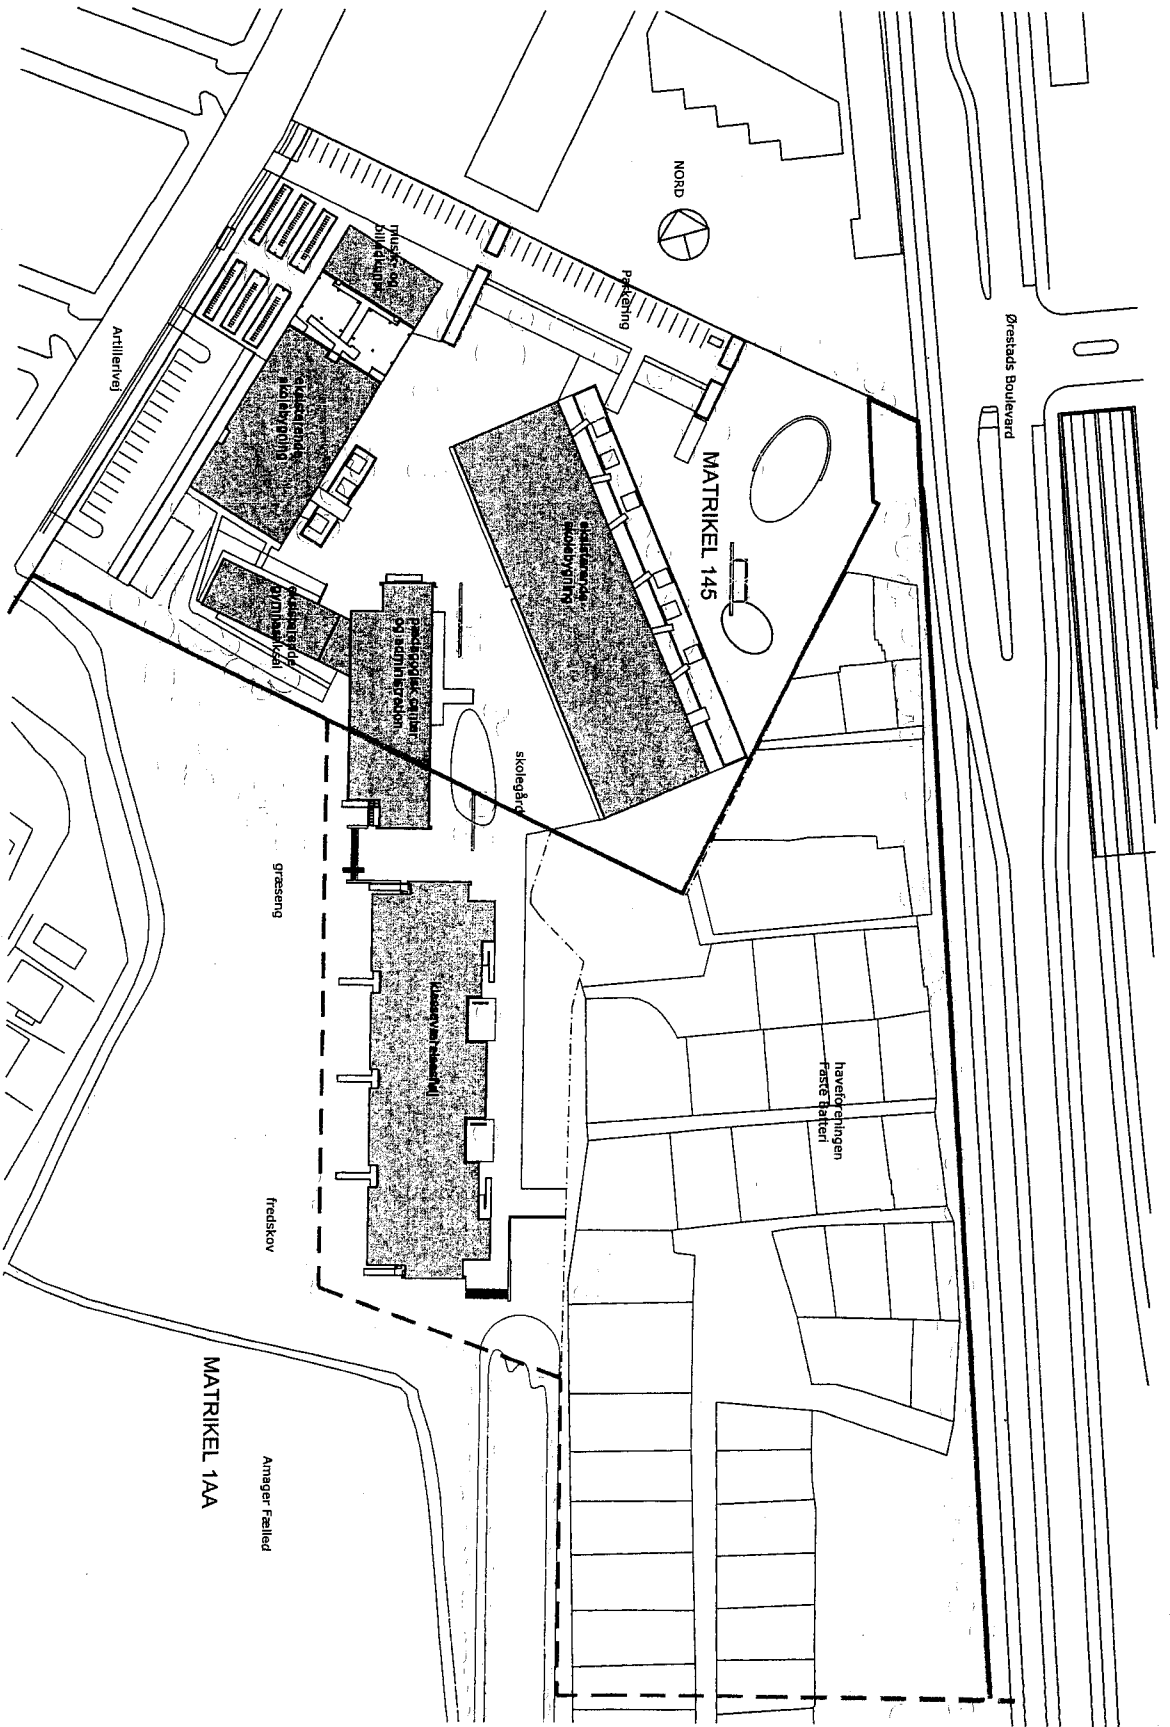 NORD
Ørestads Boulevard
Parkering
musik og
billedkunst
Artillerivej
eksisterende
skolebygning
MATRIKEL 145
eksisterende
skolebygning
eksisterende
gymnastiksal
pædagogisk center
og administration
skolegård
græseng
klasseværelsesfløj
haveforeningen
Faste Batteri
fredskov
MATRIKEL 1AA
Amager Fælled